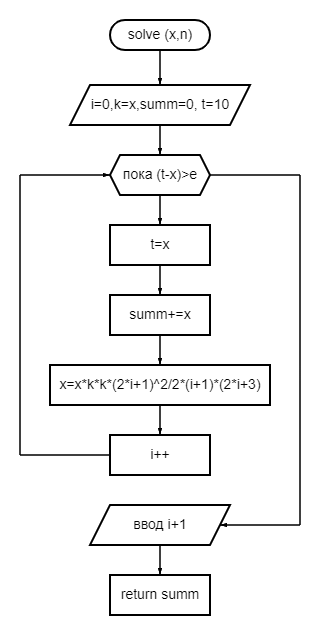 solve (x,n)
i=0,k=x,summ=0, t=10
пока (t-x)>e
t=x
summ+=x
x=x*k*k*(2*i+1)^2/2*(i+1)*(2*i+3)
i++
ввод i+1
return summ